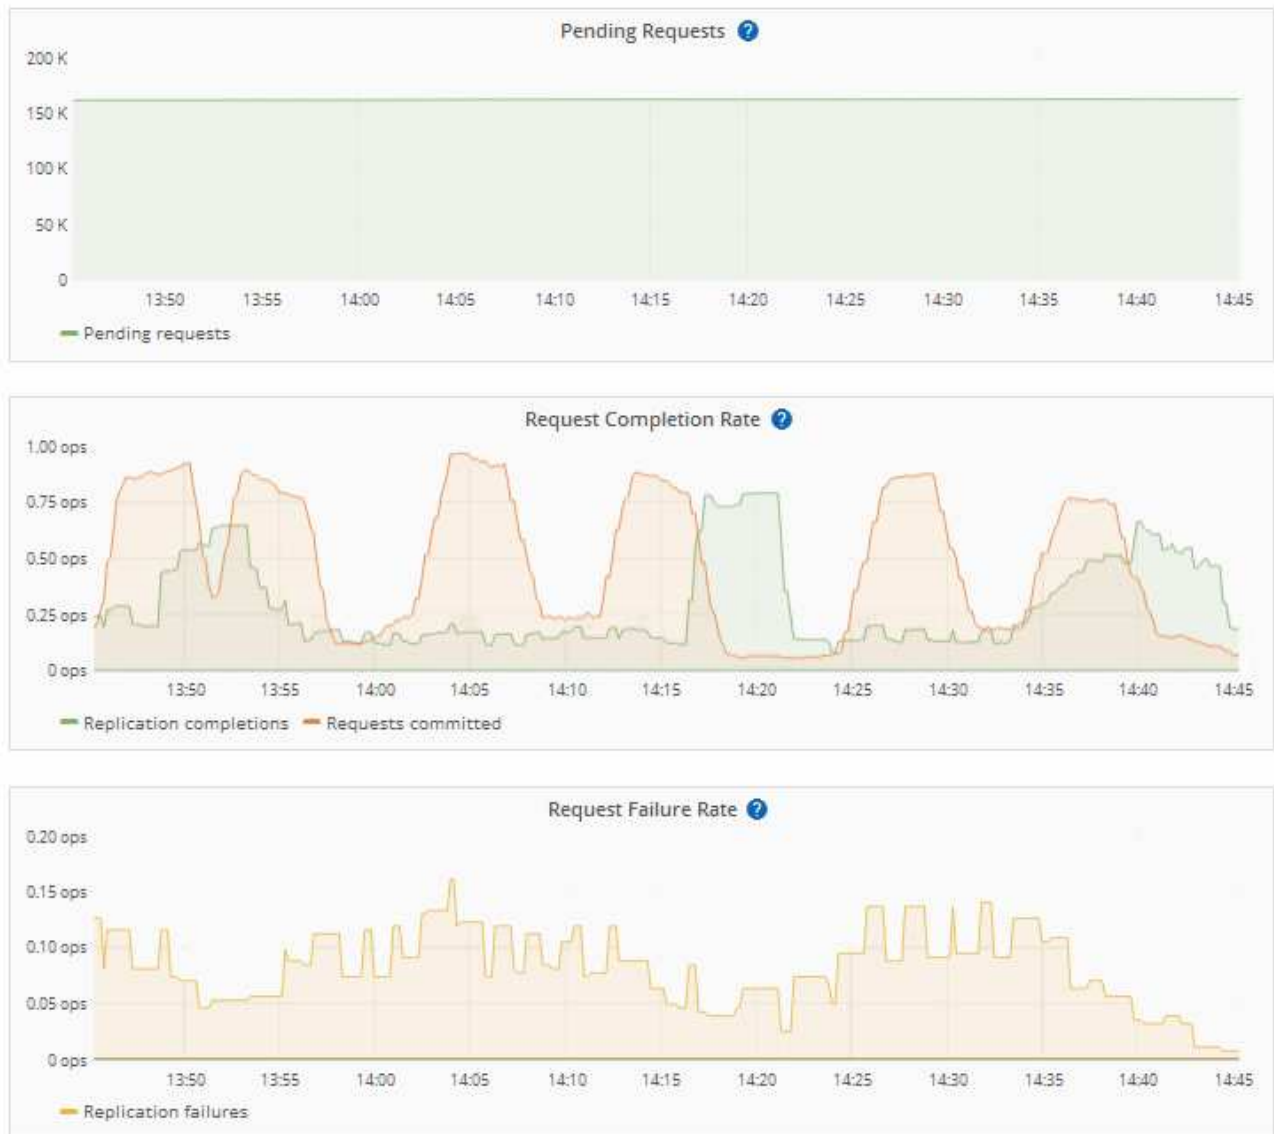 Pending Requests ?
200 K
150 K
100 K
50 K
0
13:50 13:55 14:00 14:05 14:10 14:15 14:20 14:25 14:30 14:35 14:40 14:45
Pending requests
Request Completion Rate ?
1.00 ops
0.75 ops
0.50 ops
0.25 ops
0 ops
13:50 13:55 14:00 14:05 14:10 14:15 14:20 14:25 14:30 14:35 14:40 14:45
Replication completions Requests committed
Request Failure Rate ?
0.20 ops
0.15 ops
0.10 ops
0.05 ops
0 ops
13:50 13:55 14:00 14:05 14:10 14:15 14:20 14:25 14:30 14:35 14:40 14:45
Replication failures